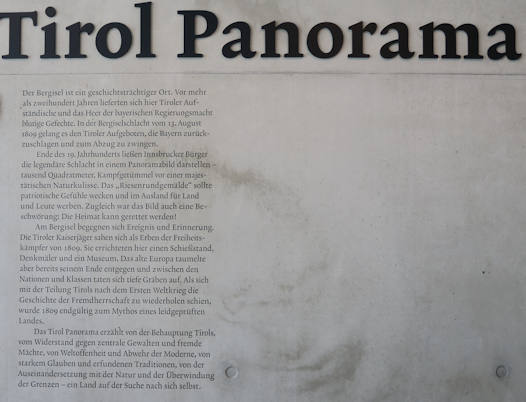 Tirol Panorama
Der Bergisel ist ein geschichtsträchtiger Ort. Vor mehr
als zweihundert Jahren lieferten sich hier Tiroler Auf-
ständische und das Heer der bayerischen Regierungsmacht
blutige Gefechte. In der Bergiselschlacht vom 13. August
1809 gelang es den Tiroler Aufgeboten, die Bayern zurück-
zuschlagen und zum Abzug zu zwingen.
Ende des 19. Jahrhunderts ließen Innsbrucker Bürger
die legendäre Schlacht in einem Panoramabild darstellen –
tausend Quadratmeter, Kampfgetümmel vor einer majes-
tätischen Naturkulisse. Das „Riesenrundgemälde“ sollte
patriotische Gefühle wecken und im Ausland für Land
und Leute werben. Zugleich war das Bild auch eine Be-
schwörung: Die Heimat kann gerettet werden!
Am Bergisel begegnen sich Ereignis und Erinnerung.
Die Tiroler Kaiserjäger sahen sich als Erben der Freiheits-
kämpfer von 1809. Sie errichteten hier einen Schießstand,
Denkmäler und ein Museum. Das alte Europa taumelte
aber bereits seinem Ende entgegen und zwischen den
Nationen und Klassen taten sich tiefe Gräben auf. Als sich
mit der Teilung Tirols nach dem Ersten Weltkrieg die
Geschichte der Fremdherrschaft zu wiederholen schien,
wurde 1809 endgültig zum Mythos eines leidgeprüften
Landes.
Das Tirol Panorama erzählt von der Behauptung Tirols,
vom Widerstand gegen zentrale Gewalten und fremde
Mächte, von Weltoffenheit und Abwehr der Moderne, von
starkem Glauben und erfundenen Traditionen, von der
Auseinandersetzung mit der Natur und der Überwindung
der Grenzen – ein Land auf der Suche nach sich selbst.